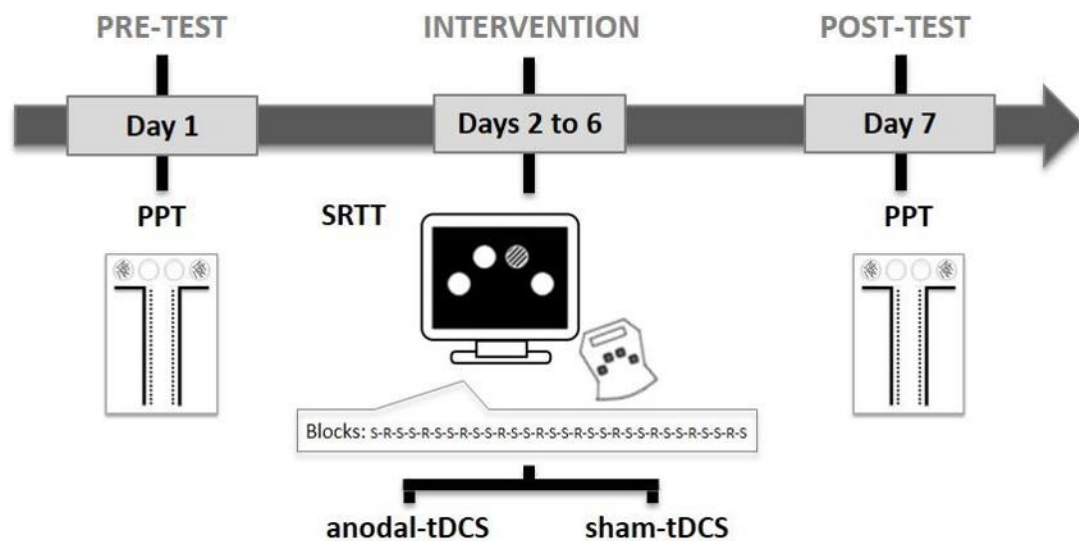 PRE-TEST INTERVENTION POST-TEST
Day 1 Days 2 to 6 Day 7
PPT SRTT PPT
Blocks: S-R-S-S-R-S-S-R-S-S-R-S-S-R-S-S-R-S-S-R-S-S-R-S-S-R-S-S-R-S
anodal-tDCS sham-tDCS